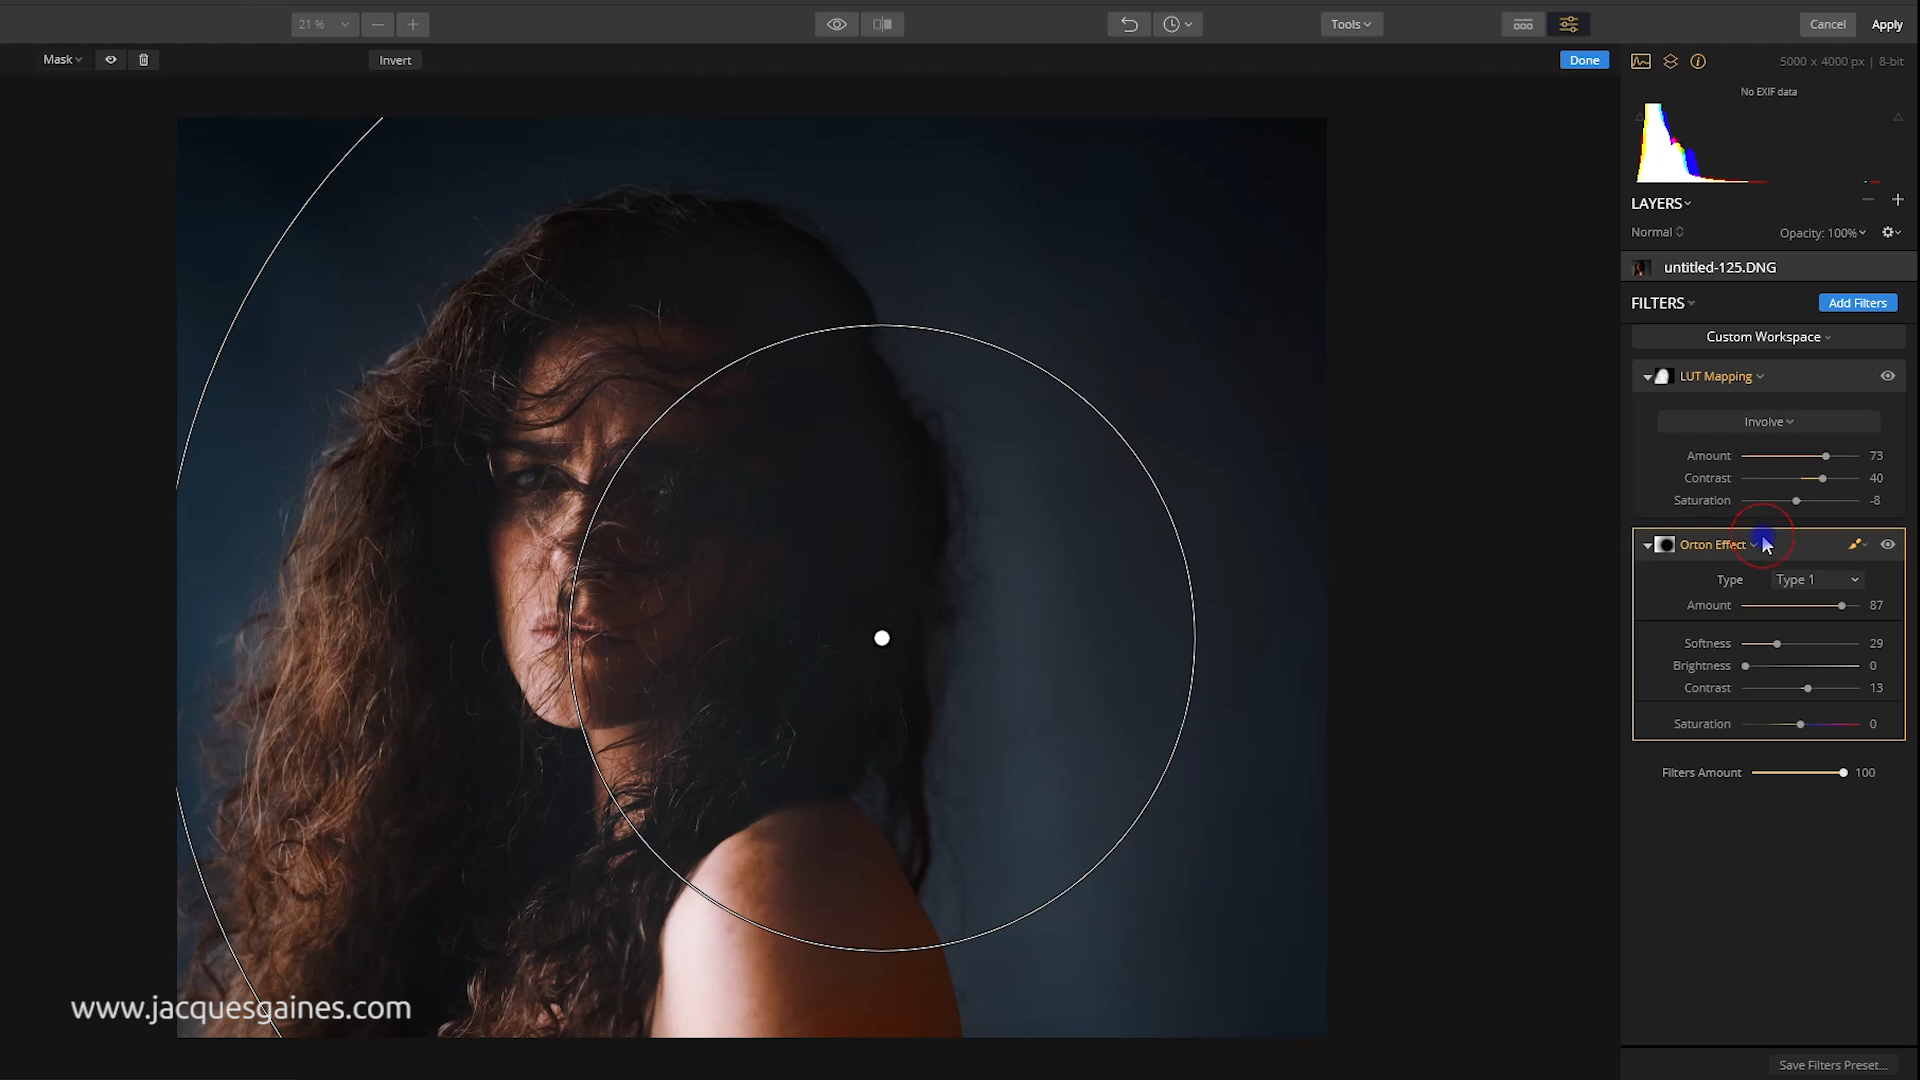 21 %
Tools
Cancel
Apply
Mask
Invert
Done
5000 x 4000 px | 8-bit
No EXIF data
LAYERS
Normal
Opacity: 100%
untitled-125.DNG
FILTERS
Add Filters
Custom Workspace
LUT Mapping
Involve
Amount 73
Contrast 40
Saturation -8
Orton Effect
Type Type 1
Amount 87
Softness 29
Brightness 0
Contrast 13
Saturation 0
Filters Amount 100
www.jacquesgaines.com
Save Filters Preset...